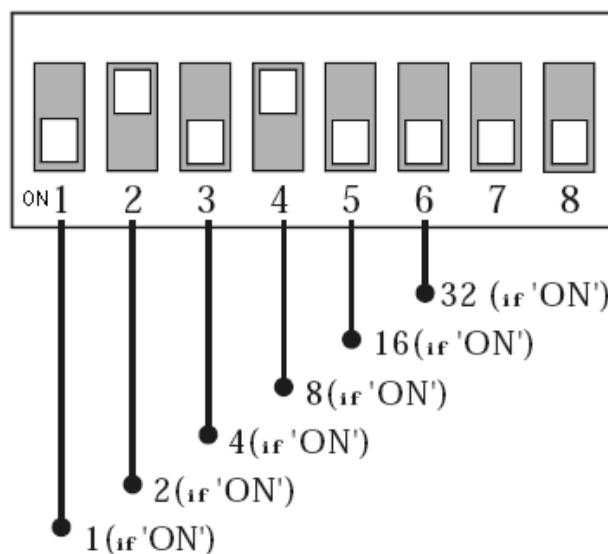 ON 1 2 3 4 5 6 7 8
32 (if 'ON')
16(if 'ON')
8(if 'ON')
4(if 'ON')
2(if 'ON')
1(if 'ON')